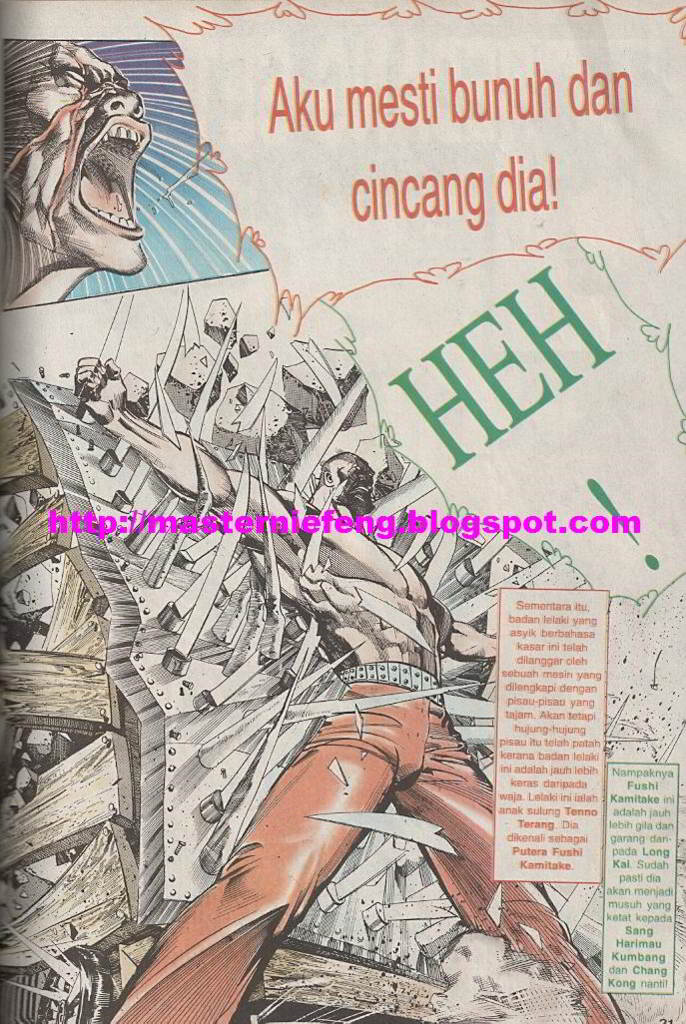 Aku mesti bunuh dan
cincang dia!
HEH
!
http://masterniefeng.blogspot.com
Sementara itu,
badan lelaki yang
asyik berbahasa
kasar ini telah
dilanggar oleh
sebuah mesin yang
dilengkapi dengan
pisau-pisau yang
tajam. Akan tetapi
hujung-hujung
pisau itu telah patah
kerana badan lelaki
ini adalah jauh lebih
keras daripada
waja. Lelaki ini ialah
anak sulung Tenno
Terang. Dia
dikenali sebagai
Putera Fushi
Kamitake.
Nampaknya
Fushi
Kamitake ini
adalah jauh
lebih gila dan
garang dari-
pada Long
Kai. Sudah
pasti dia
akan menjadi
musuh yang
ketat kepada
Sang
Harimau
Kumbang
dan Chang
Kong nanti!
21